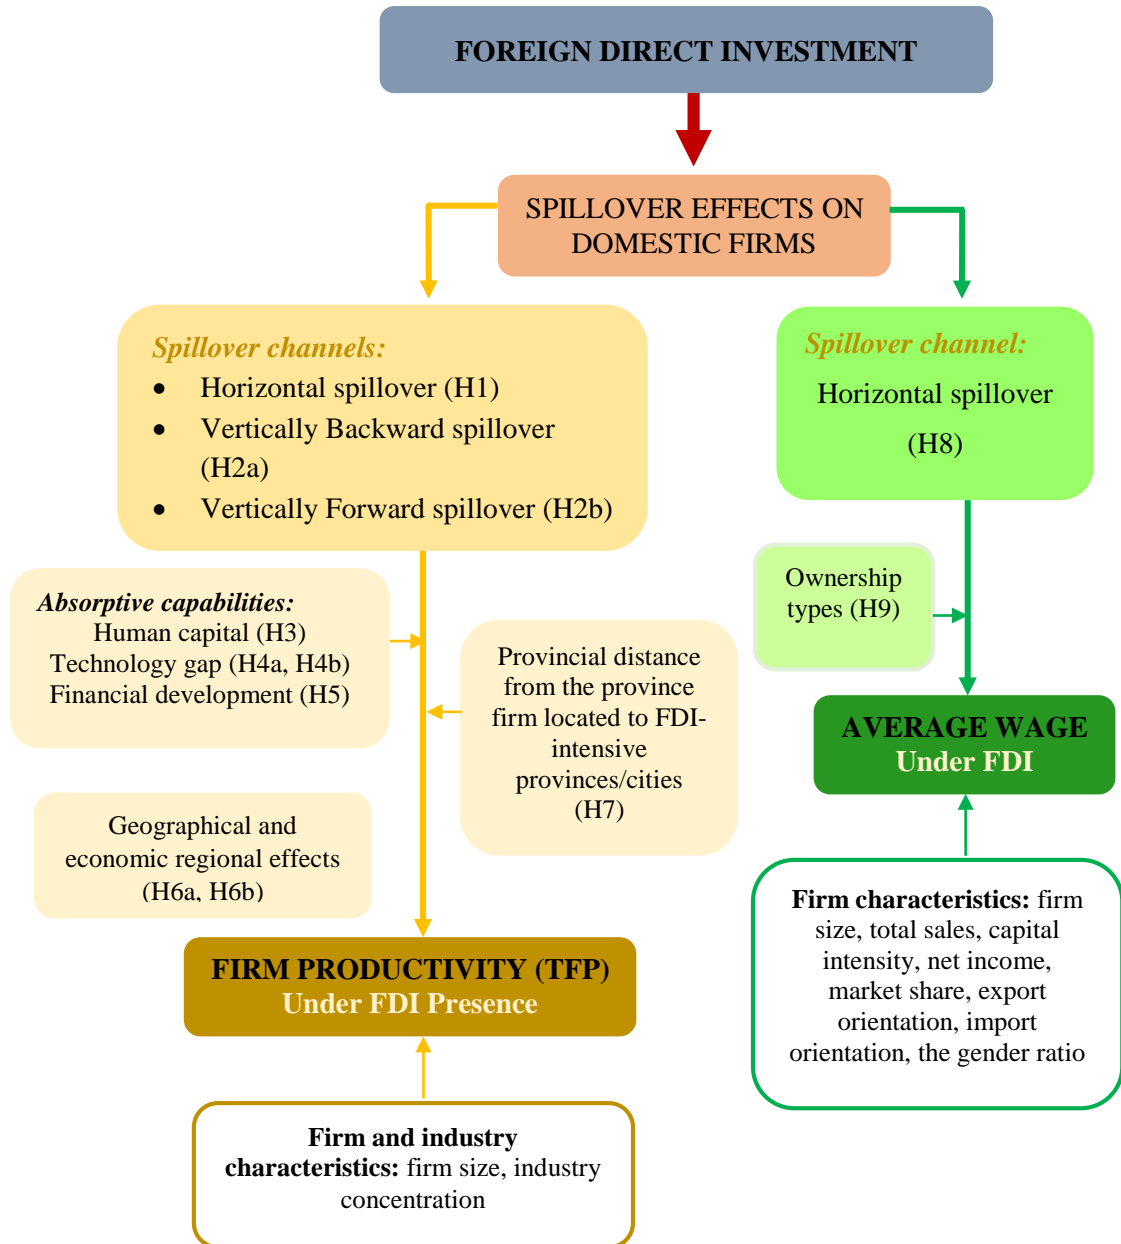 FOREIGN DIRECT INVESTMENT
SPILLOVER EFFECTS ON
DOMESTIC FIRMS
Spillover channels:
• Horizontal spillover (H1)
• Vertically Backward spillover
(H2a)
• Vertically Forward spillover (H2b)
Spillover channel:
Horizontal spillover
(H8)
Absorptive capabilities:
Human capital (H3)
Technology gap (H4a, H4b)
Financial development (H5)
Ownership
types (H9)
Provincial distance
from the province
firm located to FDI-
intensive
provinces/cities
(H7)
AVERAGE WAGE
Under FDI
Geographical and
economic regional effects
(H6a, H6b)
FIRM PRODUCTIVITY (TFP)
Under FDI Presence
Firm characteristics: firm
size, total sales, capital
intensity, net income,
market share, export
orientation, import
orientation, the gender ratio
Firm and industry
characteristics: firm size, industry
concentration